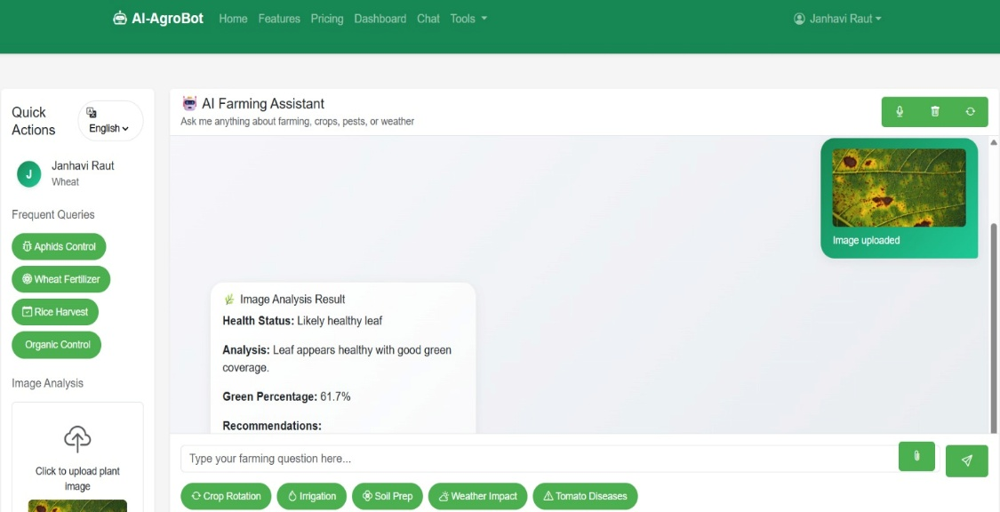 AI-AgroBot Home Features Pricing Dashboard Chat Tools Janhavi Raut
Quick
Actions
English
J
Janhavi Raut
Wheat
Frequent Queries
Aphids Control
Wheat Fertilizer
Rice Harvest
Organic Control
Image Analysis
Click to upload plant
image
AI Farming Assistant
Ask me anything about farming, crops, pests, or weather
Image uploaded
Image Analysis Result
Health Status: Likely healthy leaf
Analysis: Leaf appears healthy with good green
coverage.
Green Percentage: 61.7%
Recommendations:
Type your farming question here...
Crop Rotation Irrigation Soil Prep Weather Impact Tomato Diseases